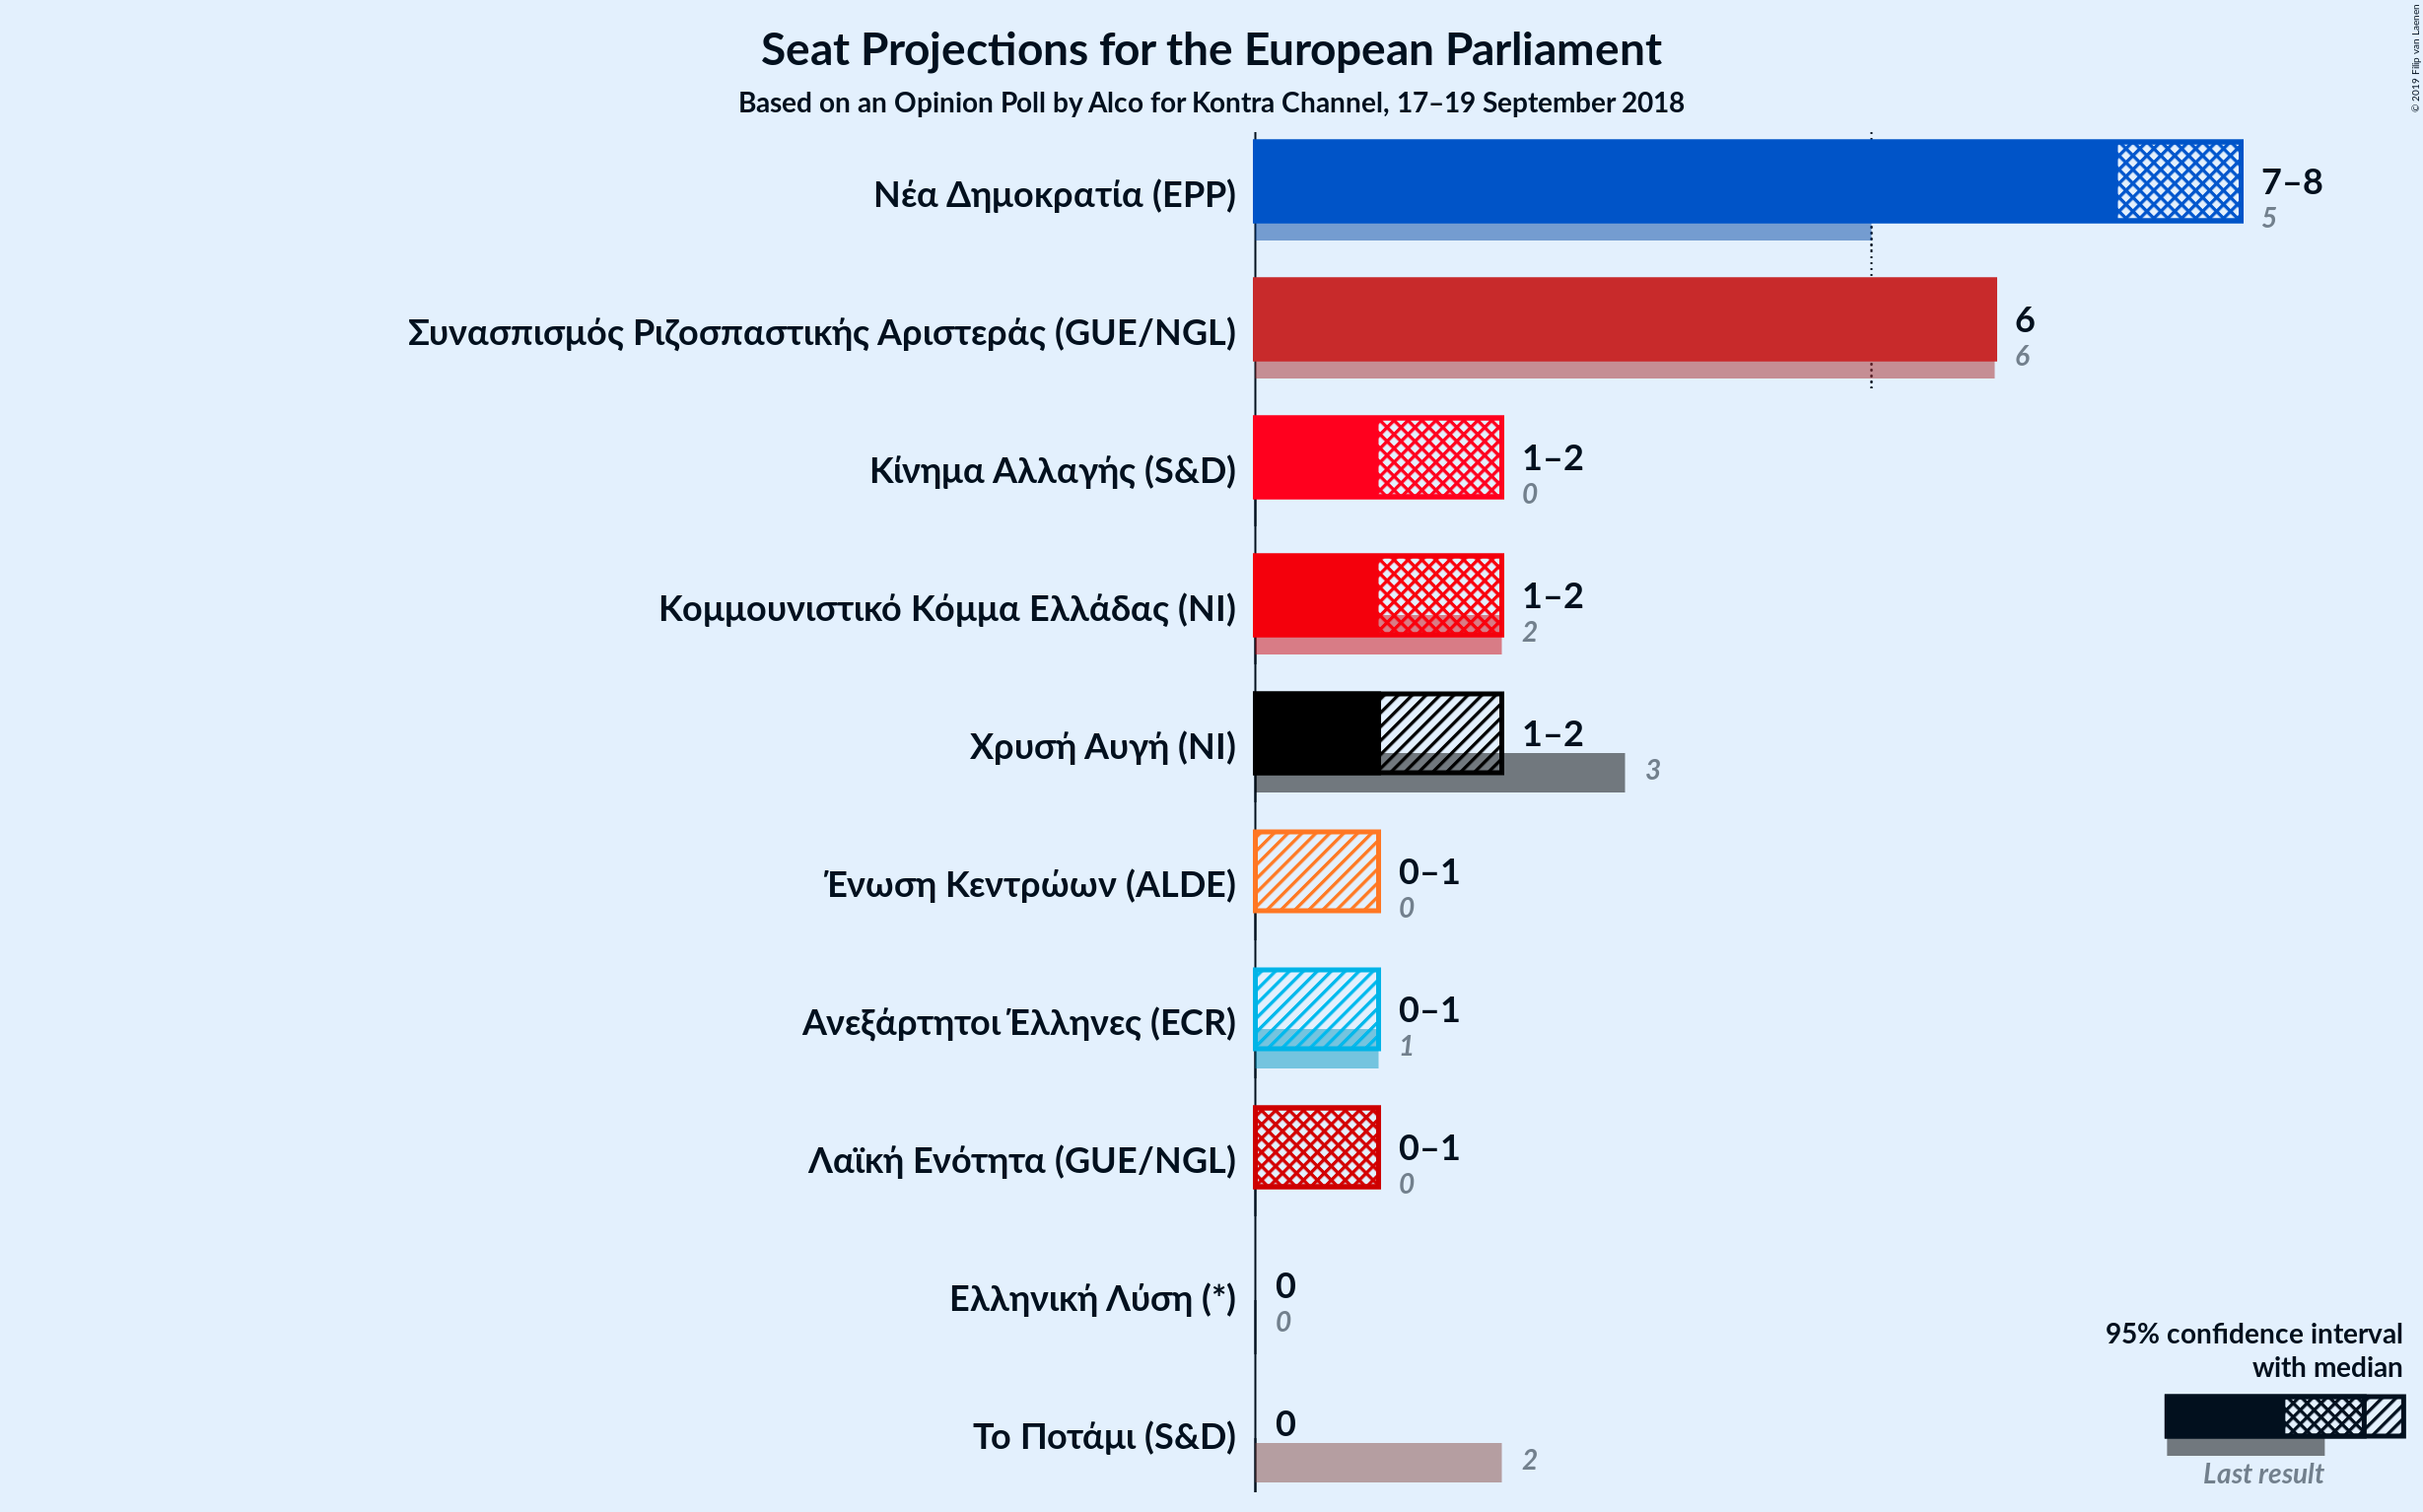 Seat Projections for the European Parliament
Based on an Opinion Poll by Alco for Kontra Channel, 17–19 September 2018
© 2019 Filip van Laenen
Νέα Δημοκρατία (EPP)
7–8
5
Συνασπισμός Ριζοσπαστικής Αριστεράς (GUE/NGL)
6
6
Κίνημα Αλλαγής (S&D)
1–2
0
Κομμουνιστικό Κόμμα Ελλάδας (NI)
1–2
2
Χρυσή Αυγή (NI)
1–2
3
Ένωση Κεντρώων (ALDE)
0–1
0
Ανεξάρτητοι Έλληνες (ECR)
0–1
1
Λαϊκή Ενότητα (GUE/NGL)
0–1
0
Ελληνική Λύση (*)
0
0
Το Ποτάμι (S&D)
0
2
95% confidence interval
with median
Last result